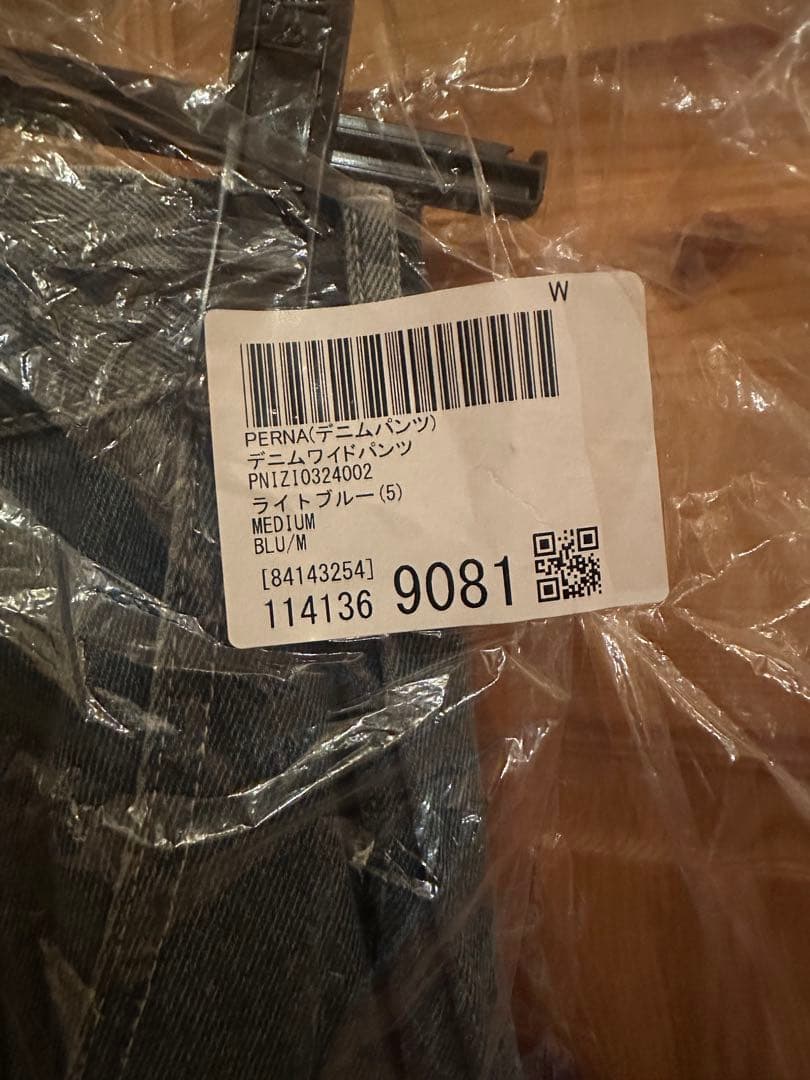 W
PERNA(デニムパンツ)
デニムワイドパンツ
PNIZI0324002
ライトブルー(5)
MEDIUM
BLU/M
[84143254]
114136 9081